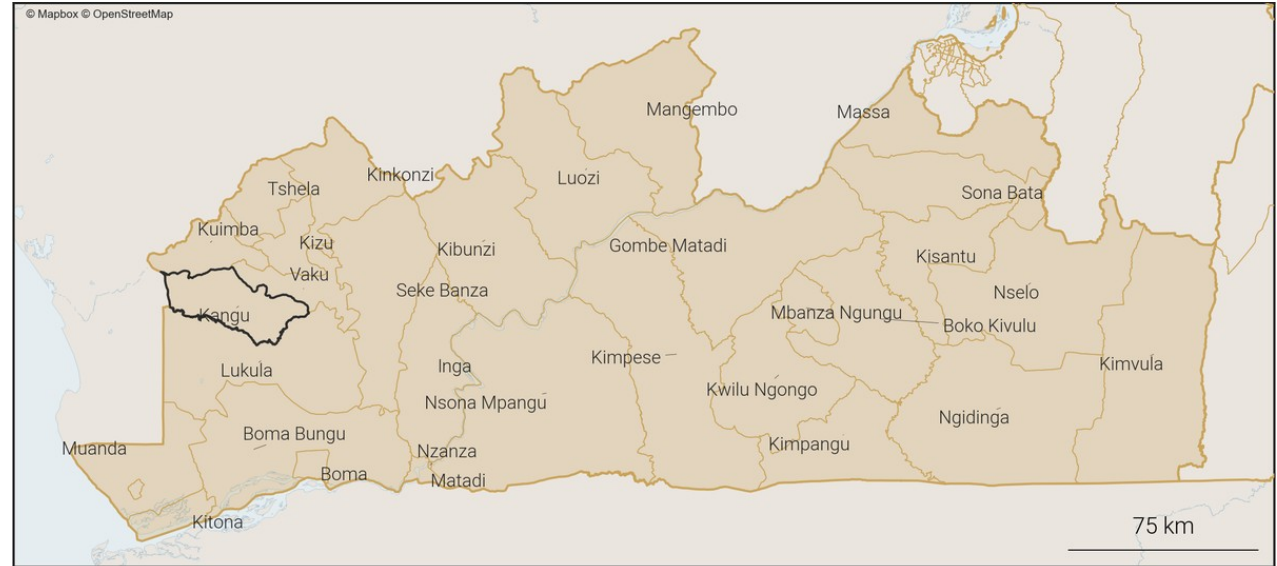 © Mapbox © OpenStreetMap
Mangembo
Massa
Kinkonzi
Luozi
Tshela
Sona Bata
Kuimba
Kizu
Kibunzi
Gombe Matadi
Kisantu
Vaku
Seke Banza
Nselo
Kangu
Mbanza Ngungu
Boko Kivulu
Kimpese
Inga
Kimvula
Lukula
Kwilu Ngongo
Nsona Mpangu
Ngidinga
Boma Bungu
Kimpangu
Muanda
Nzanza
Boma
Matadi
Kitona
75 km